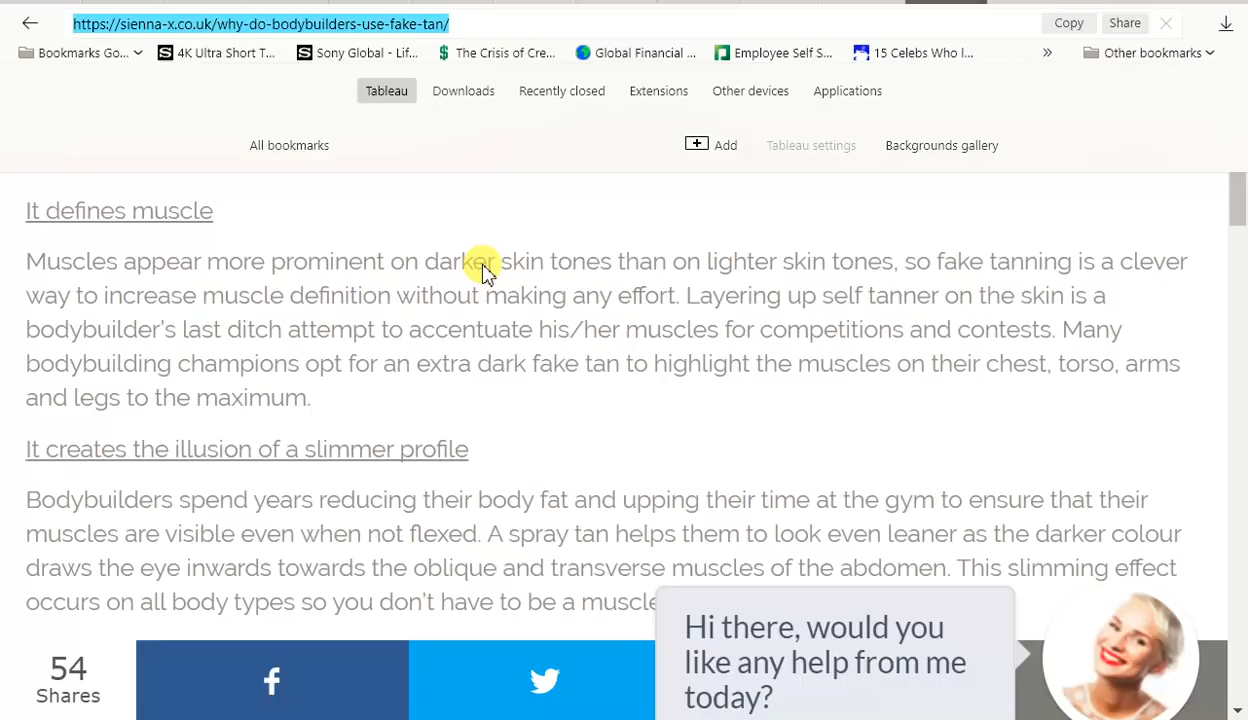 https://sienna-x.co.uk/why-do-bodybuilders-use-fake-tan/
Copy
Share
Bookmarks Go...
4K Ultra Short T...
Sony Global - Lif...
The Crisis of Cre...
Global Financial ...
Employee Self S...
15 Celebs Who l...
»
Other bookmarks
Tableau
Downloads
Recently closed
Extensions
Other devices
Applications
All bookmarks
Add
Tableau settings
Backgrounds gallery
It defines muscle
Muscles appear more prominent on darker skin tones than on lighter skin tones, so fake tanning is a clever
way to increase muscle definition without making any effort. Layering up self tanner on the skin is a
bodybuilder's last ditch attempt to accentuate his/her muscles for competitions and contests. Many
bodybuilding champions opt for an extra dark fake tan to highlight the muscles on their chest, torso, arms
and legs to the maximum.
It creates the illusion of a slimmer profile
Bodybuilders spend years reducing their body fat and upping their time at the gym to ensure that their
muscles are visible even when not flexed. A spray tan helps them to look even leaner as the darker colour
draws the eye inwards towards the oblique and transverse muscles of the abdomen. This slimming effect
occurs on all body types so you don't have to be a muscle
54
Shares
Hi there, would you
like any help from me
today?